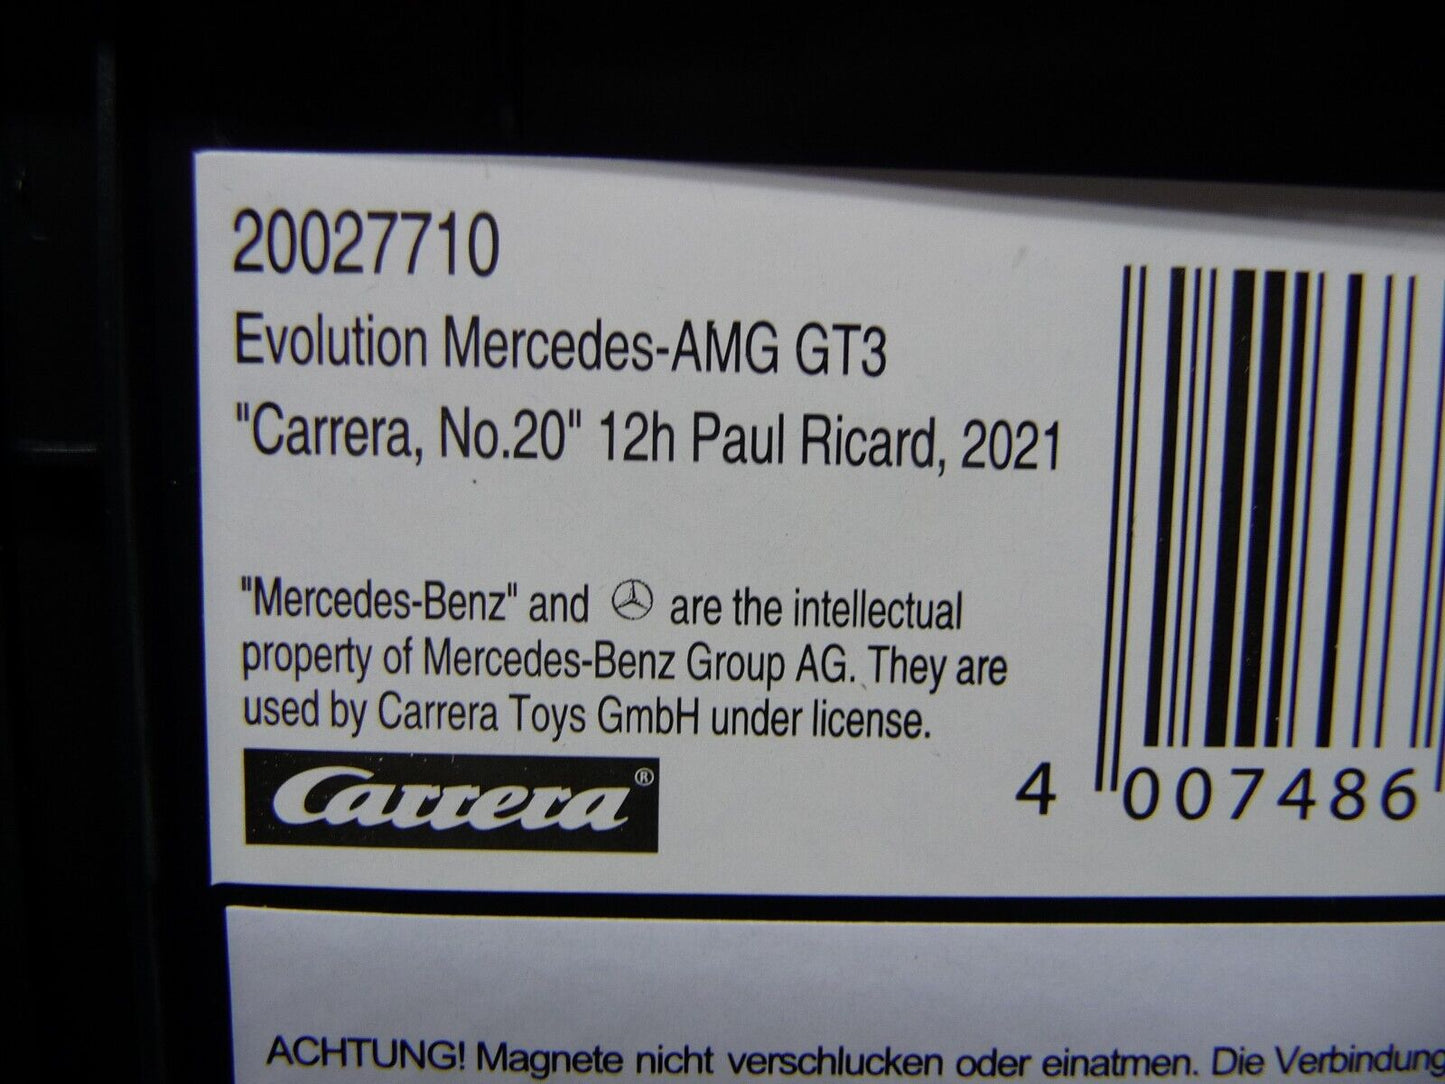 20027710
Evolution Mercedes-AMG GT3
"Carrera, No.20" 12h Paul Ricard, 2021
"Mercedes-Benz" and are the intellectual
property of Mercedes-Benz Group AG. They are
used by Carrera Toys GmbH under license.
Carrera®
4 007486
ACHTUNG! Magnete nicht verschlucken oder einatmen. Die Verbindung